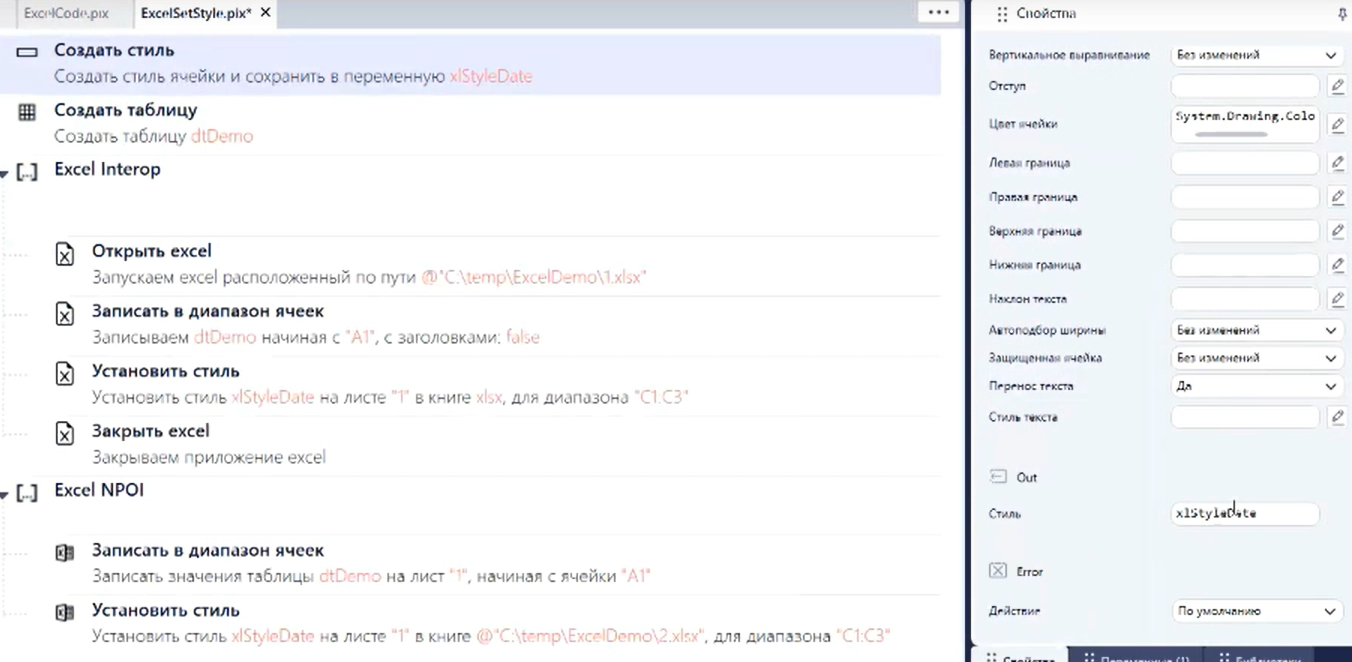 ExcelCode.pix
ExcelSetStyle.pix* ✕
Создать стиль
Создать стиль ячейки и сохранить в переменную xlStyleDate
Создать таблицу
Создать таблицу dtDemo
Excel Interop
Открыть excel
Запускаем excel расположенный по пути @"C:\temp\ExcelDemo\1.xlsx"
Записать в диапазон ячеек
Записываем dtDemo начиная с "A1", с заголовками: false
Установить стиль
Установить стиль xlStyleDate на листе "1" в книге xlsx, для диапазона "C1:C3"
Закрыть excel
Закрываем приложение excel
Excel NPOI
Записать в диапазон ячеек
Записать значения таблицы dtDemo на лист "1", начиная с ячейки "A1"
Установить стиль
Установить стиль xlStyleDate на листе "1" в книге @"C:\temp\ExcelDemo\2.xlsx", для диапазона "C1:C3"
Свойства
Вертикальное выравнивание Без изменений
Отступ
Цвет ячейки System.Drawing.Colo
Левая граница
Правая граница
Верхняя граница
Нижняя граница
Наклон текста
Автоподбор ширины Без изменений
Защищенная ячейка Без изменений
Перенос текста Да
Стиль текста
Out
Стиль xlStyleDate
Error
Действие По умолчанию
Свойства Переменные (1) Библиотеки